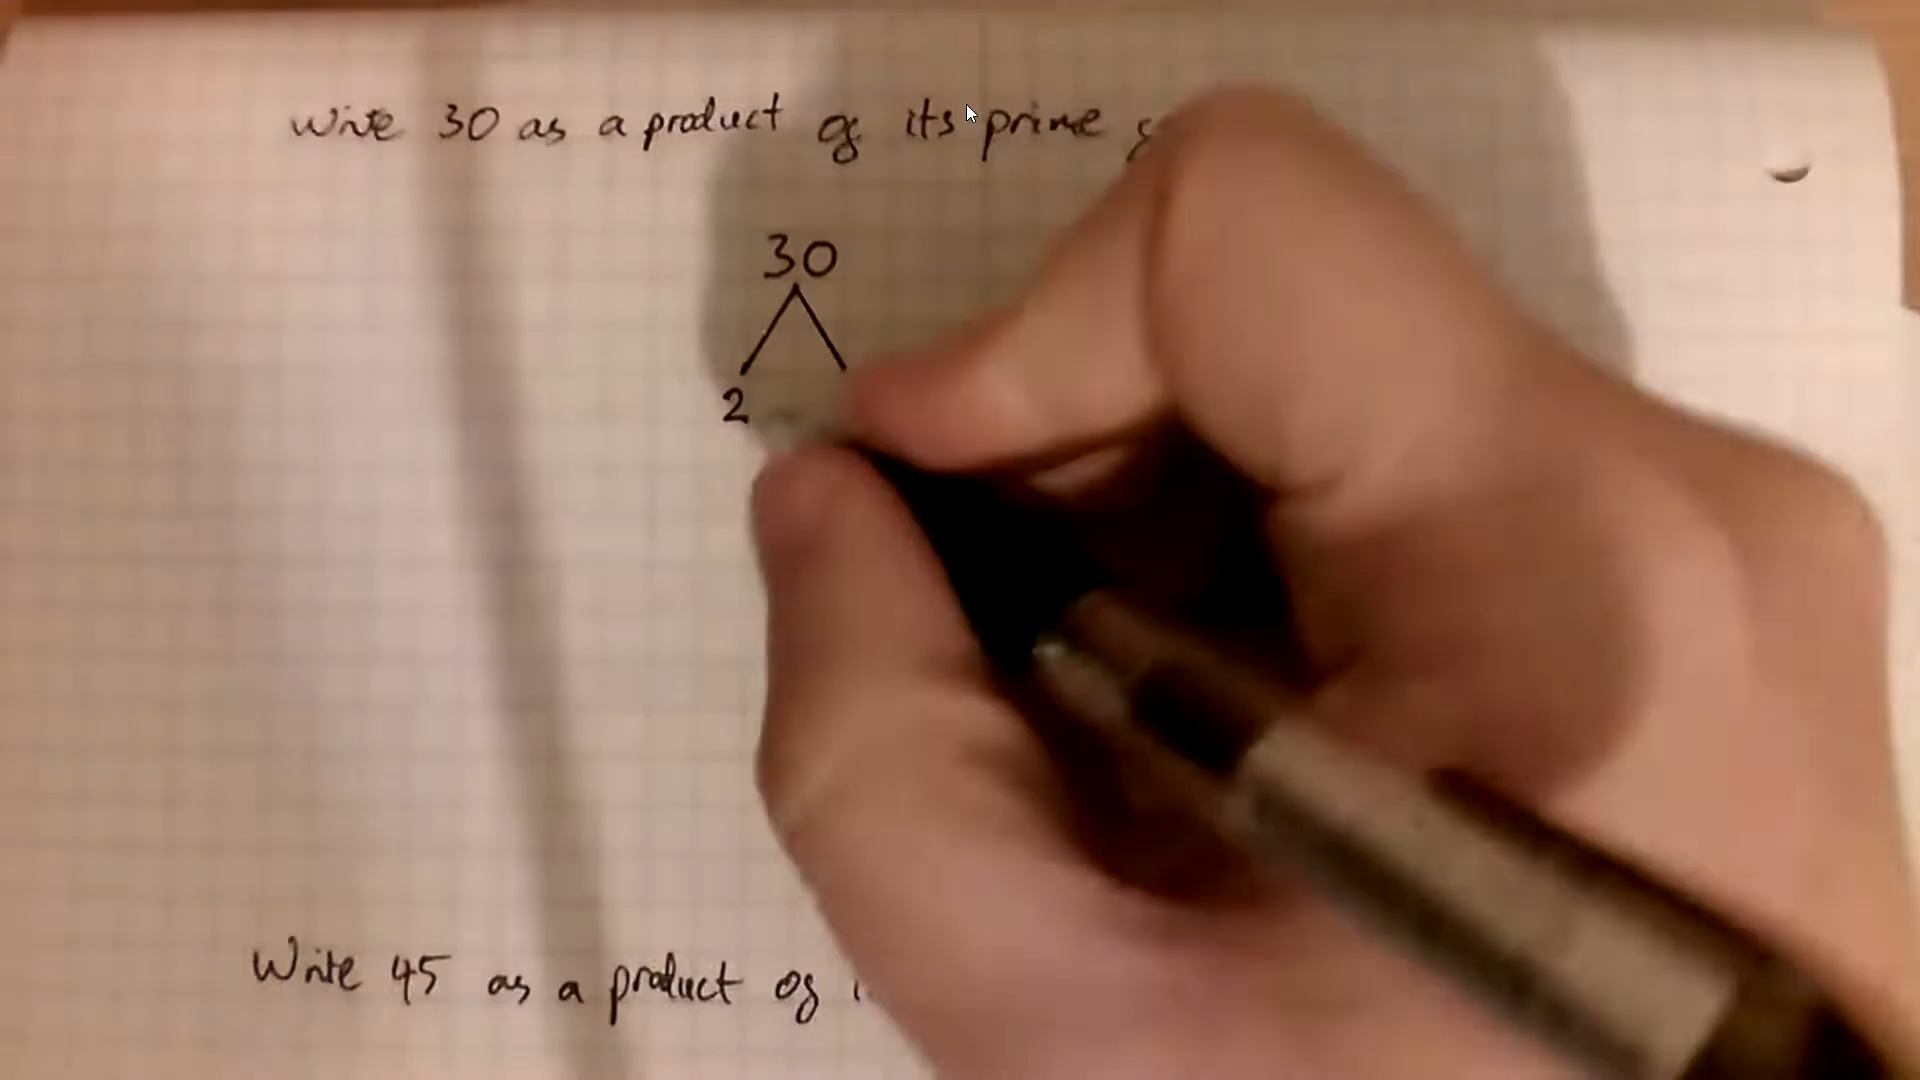 Write 30 as a product of its prime
30
2
Write 45 as a product of